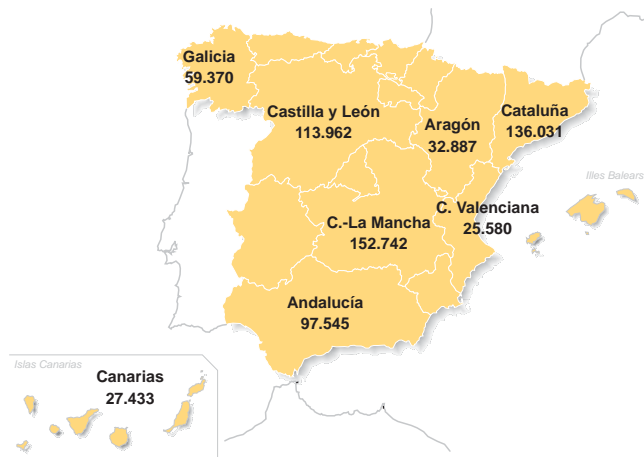 Galicia
59.370
Castilla y León
113.962
Aragón
32.887
Cataluña
136.031
Illes Balears
C. Valenciana
25.580
C.-La Mancha
152.742
Andalucía
97.545
Islas Canarias
Canarias
27.433